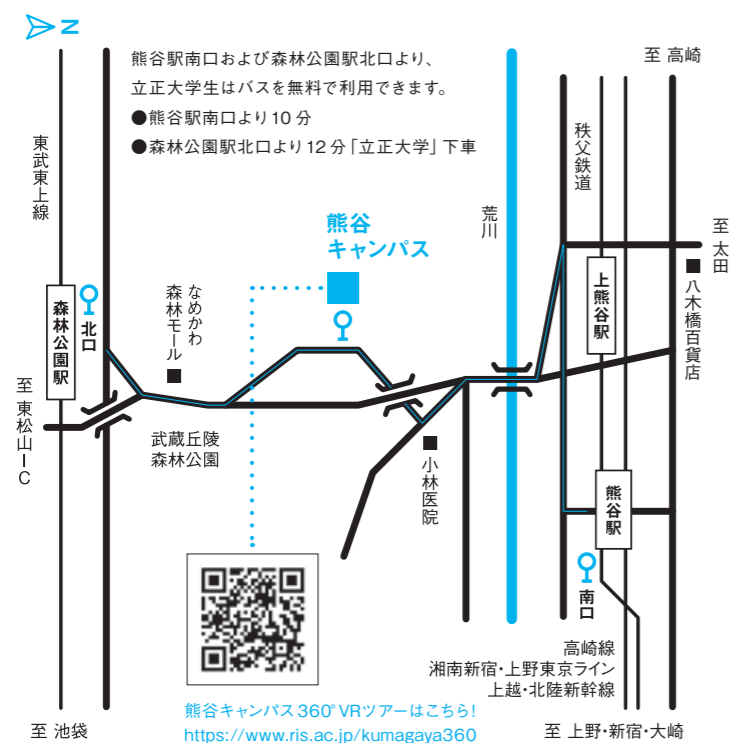 N
熊谷駅南口および森林公園駅北口より、
立正大学生はバスを無料で利用できます。
●熊谷駅南口より10分
●森林公園駅北口より12分「立正大学」下車
至 高崎
東武東上線
秩父鉄道
荒川
熊谷
キャンパス
至 太田
八木橋百貨店
上熊谷駅
森林公園駅
北口
なめかわ
森林モール
至 東松山IC
武蔵丘陵
森林公園
小林医院
熊谷駅
南口
高崎線
湘南新宿・上野東京ライン
上越・北陸新幹線
熊谷キャンパス360°VRツアーはこちら!
https://www.ris.ac.jp/kumagaya360
至 池袋
至 上野・新宿・大崎